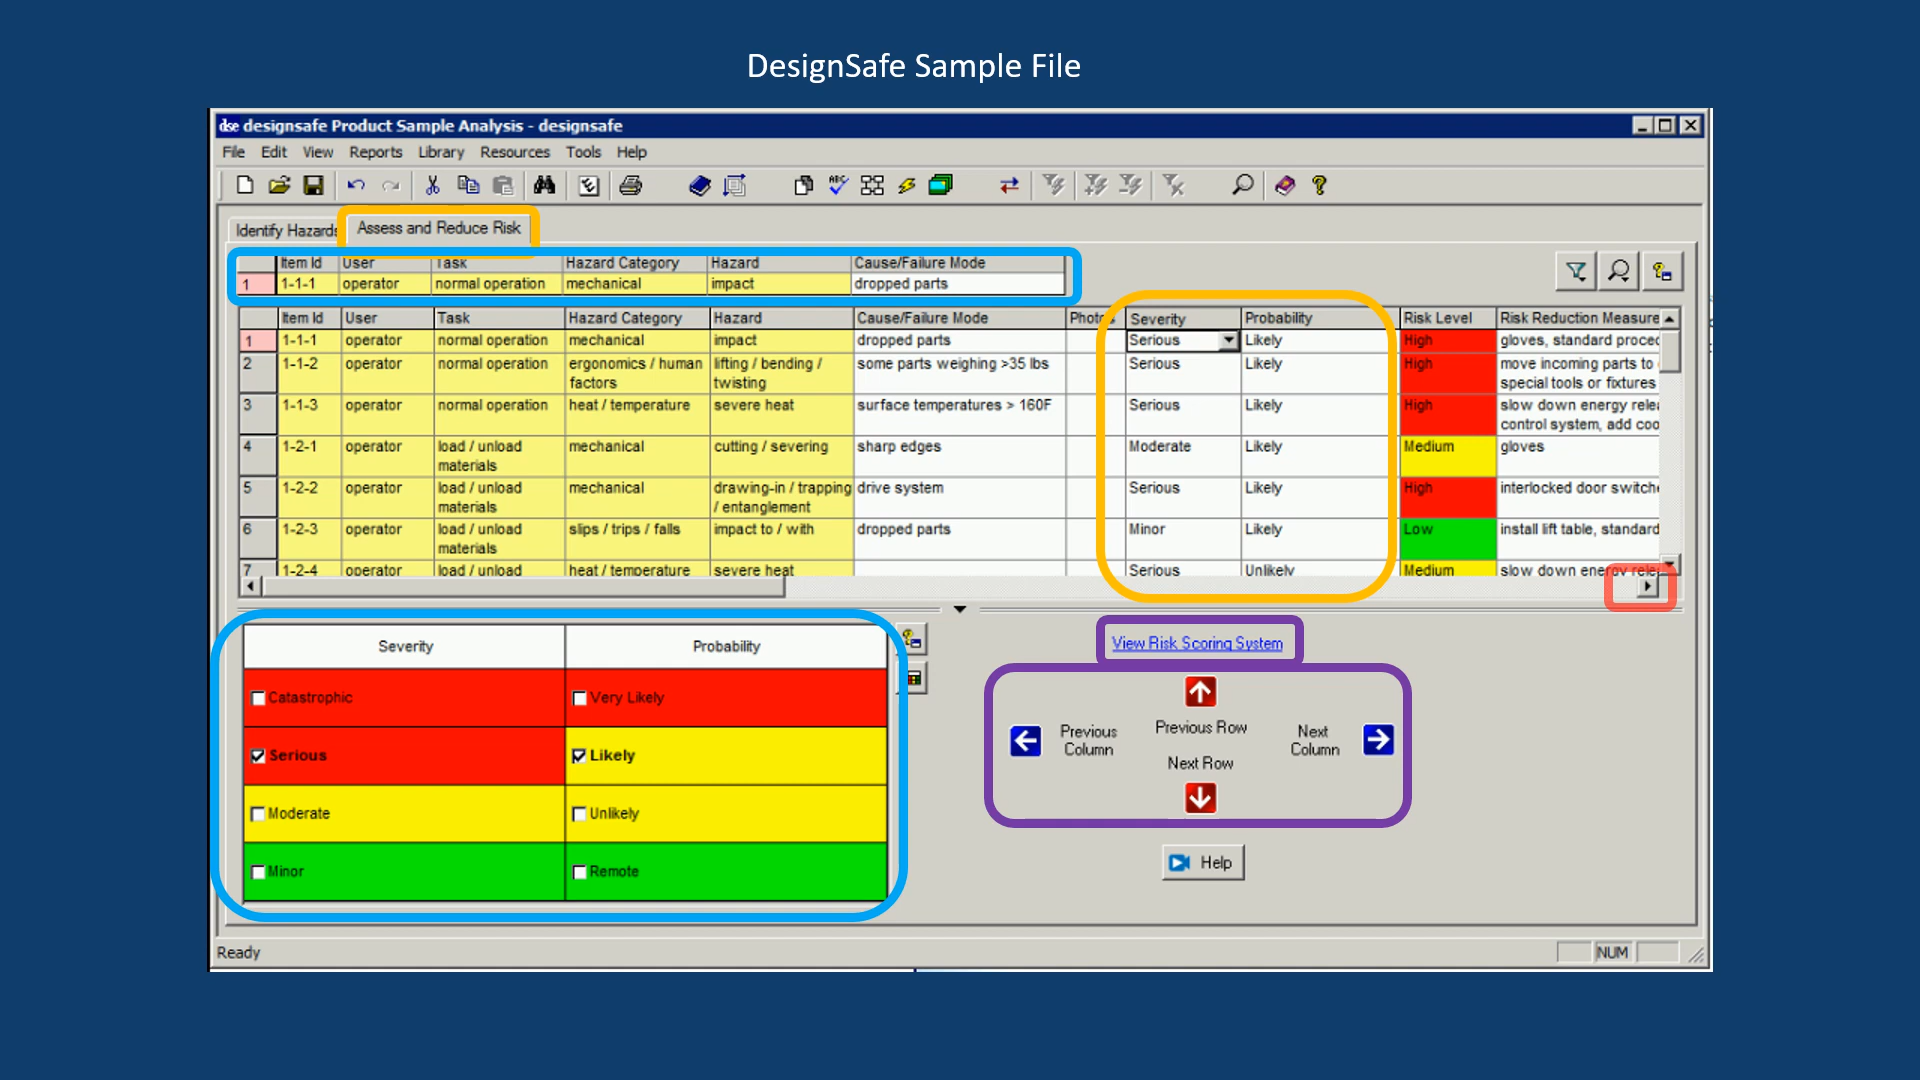 DesignSafe Sample File
dse designsafe Product Sample Analysis - designsafe
File Edit View Reports Library Resources Tools Help
Identify Hazards Assess and Reduce Risk
Item Id User Task Hazard Category Hazard Cause/Failure Mode
1 1-1-1 operator normal operation mechanical impact dropped parts
Item Id User Task Hazard Category Hazard Cause/Failure Mode Photos Severity Probability Risk Level Risk Reduction Measure
1 1-1-1 operator normal operation mechanical impact dropped parts Serious Likely High gloves, standard proced
2 1-1-2 operator normal operation ergonomics / human lifting / bending / some parts weighing >35 lbs Serious Likely High move incoming parts to
factors twisting special tools or fixtures
3 1-1-3 operator normal operation heat / temperature severe heat surface temperatures > 160F Serious Likely High slow down energy rele
control system, add coo
4 1-2-1 operator load / unload mechanical cutting / severing sharp edges Moderate Likely Medium gloves
materials
5 1-2-2 operator load / unload mechanical drawing-in / trapping drive system Serious Likely High interlocked door switche
materials / entanglement
6 1-2-3 operator load / unload slips / trips / falls impact to / with dropped parts Minor Likely Low install lift table, standard
materials
7 1-2-4 operator load / unload heat / temperature severe heat Serious Unlikely Medium slow down energy rele
Severity Probability
Catastrophic Very Likely
Serious Likely
Moderate Unlikely
Minor Remote
View Risk Scoring System
Previous Row
Previous
Column
Next
Column
Next Row
Help
Ready NUM